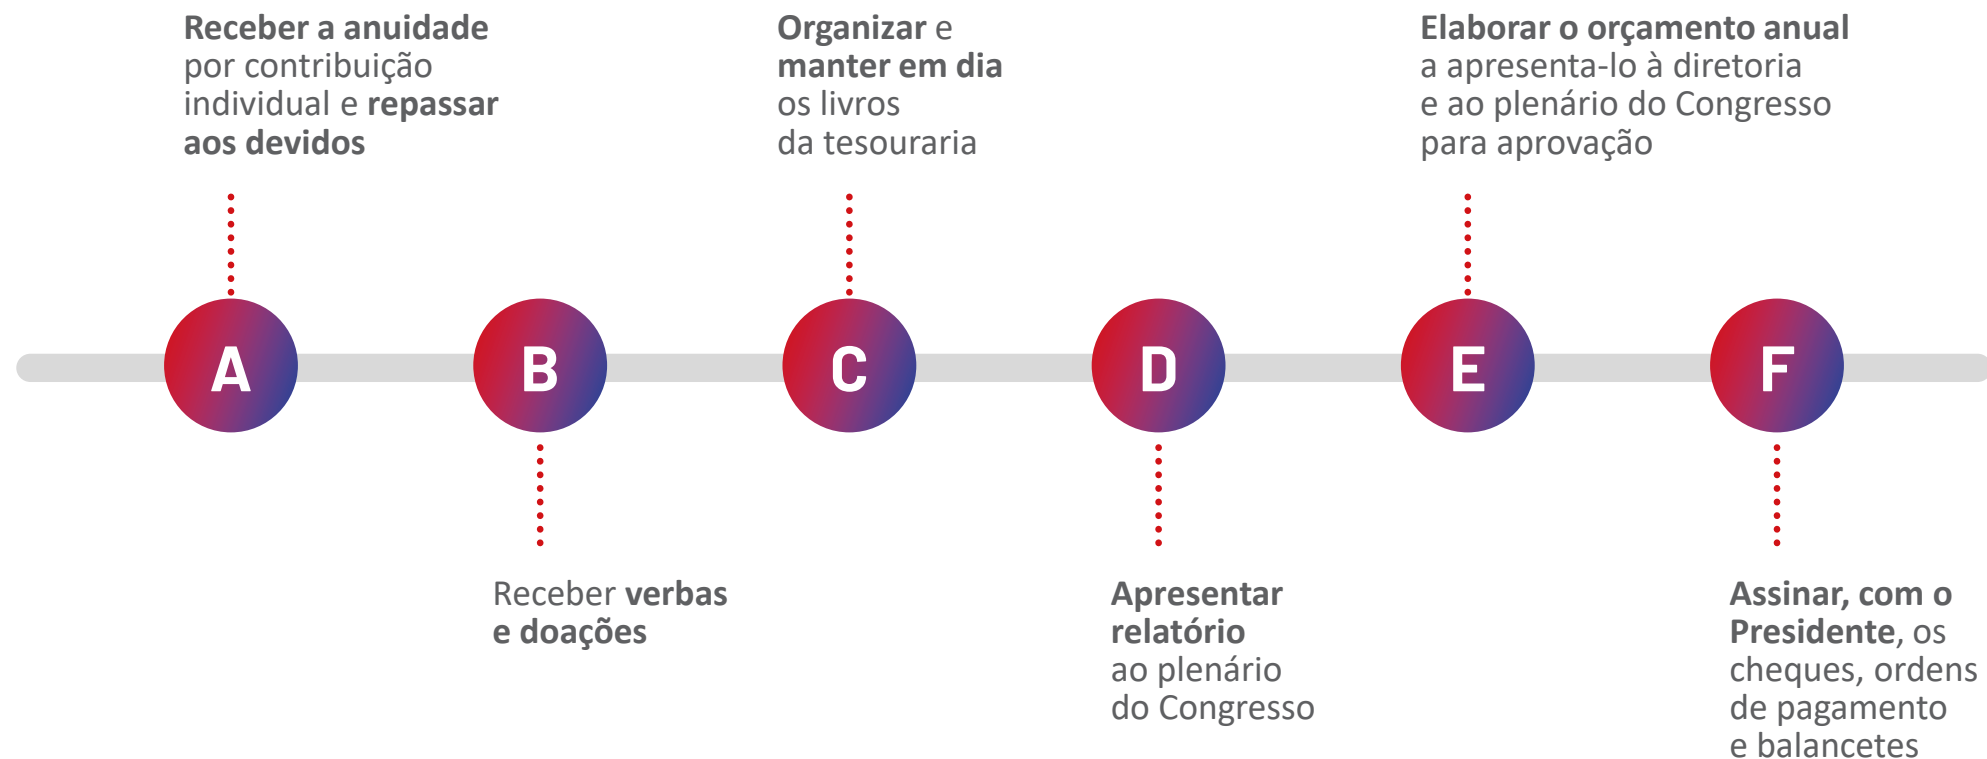 Receber a anuidade
por contribuição
individual e repassar
aos devidos
Organizar e
manter em dia
os livros
da tesouraria
Elaborar o orçamento anual
a apresenta-lo à diretoria
e ao plenário do Congresso
para aprovação
A
B
C
D
E
F
Receber verbas
e doações
Apresentar
relatório
ao plenário
do Congresso
Assinar, com o
Presidente, os
cheques, ordens
de pagamento
e balancetes